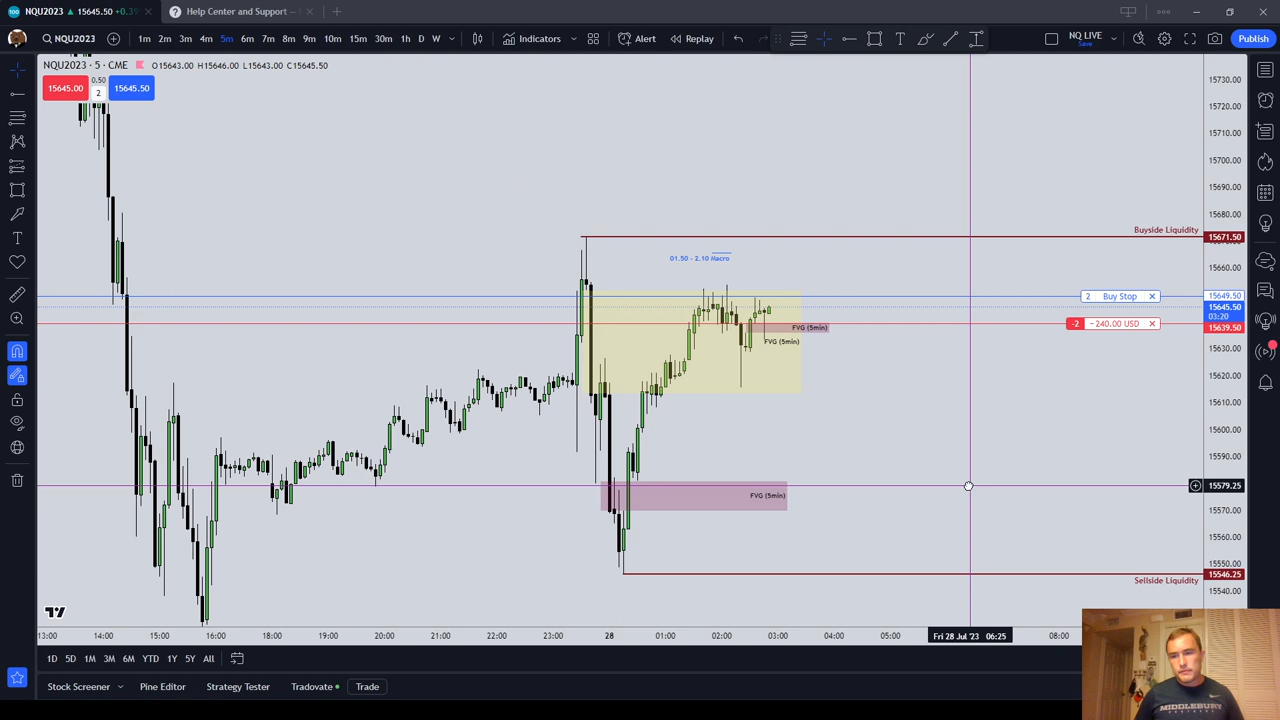 NQU2023 ▲ 15645.50 +0.3
Help Center and Support —
NQU2023
1m 2m 3m 4m 5m 6m 7m 8m 9m 10m 15m 30m 1h D W
Indicators
Alert
Replay
NQ LIVE
Save
Publish
NQU2023 · 5 · CME
O15643.00 H15646.00 L15643.00 C15645.50
15645.00
0.50
2
15645.50
15730.00
15720.00
15710.00
15700.00
15690.00
15680.00
Buyside Liquidity
15671.50
01.50 - 2.10 Macro
15660.00
2 Buy Stop
15649.50
15645.50
03:20
-2 -240.00 USD
15639.50
FVG (5min)
FVG (5min)
15630.00
15620.00
15610.00
15600.00
15590.00
15579.25
FVG (5min)
15570.00
15560.00
15550.00
15546.25
Sellside Liquidity
15540.00
13:00 14:00 15:00 16:00 17:00 18:00 19:00 20:00 21:00 22:00 23:00 28 01:00 02:00 03:00 04:00 05:00 Fri 28 Jul '23 06:25 08:00
1D 5D 1M 3M 6M YTD 1Y 5Y All
Stock Screener
Pine Editor
Strategy Tester
Tradovate
Trade
MIDDLEBURY